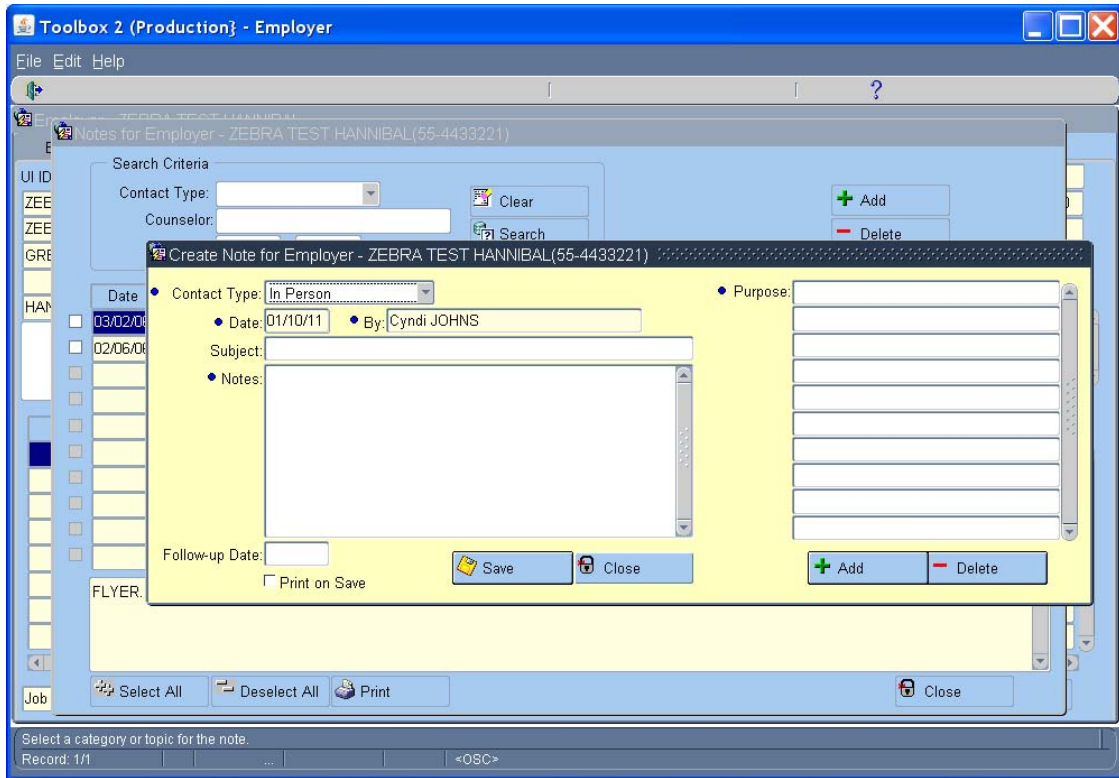 Toolbox 2 (Production} - Employer
File Edit Help
?
Notes for Employer - ZEBRA TEST HANNIBAL(55-4433221)
Search Criteria
UI ID
Contact Type:
Clear
Add
ZEE
Counselor:
Search
Delete
ZEE
GRE
Create Note for Employer - ZEBRA TEST HANNIBAL(55-4433221)
Date
Contact Type: In Person
Purpose:
HAN
03/02/0
Date: 01/10/11 By: Cyndi JOHNS
02/06/0
Subject:
Notes:
Follow-up Date:
Save
Close
Add
Delete
Print on Save
FLYER.
Select All
Deselect All
Print
Close
Job
Select a category or topic for the note.
Record: 1/1
...
<OSC>